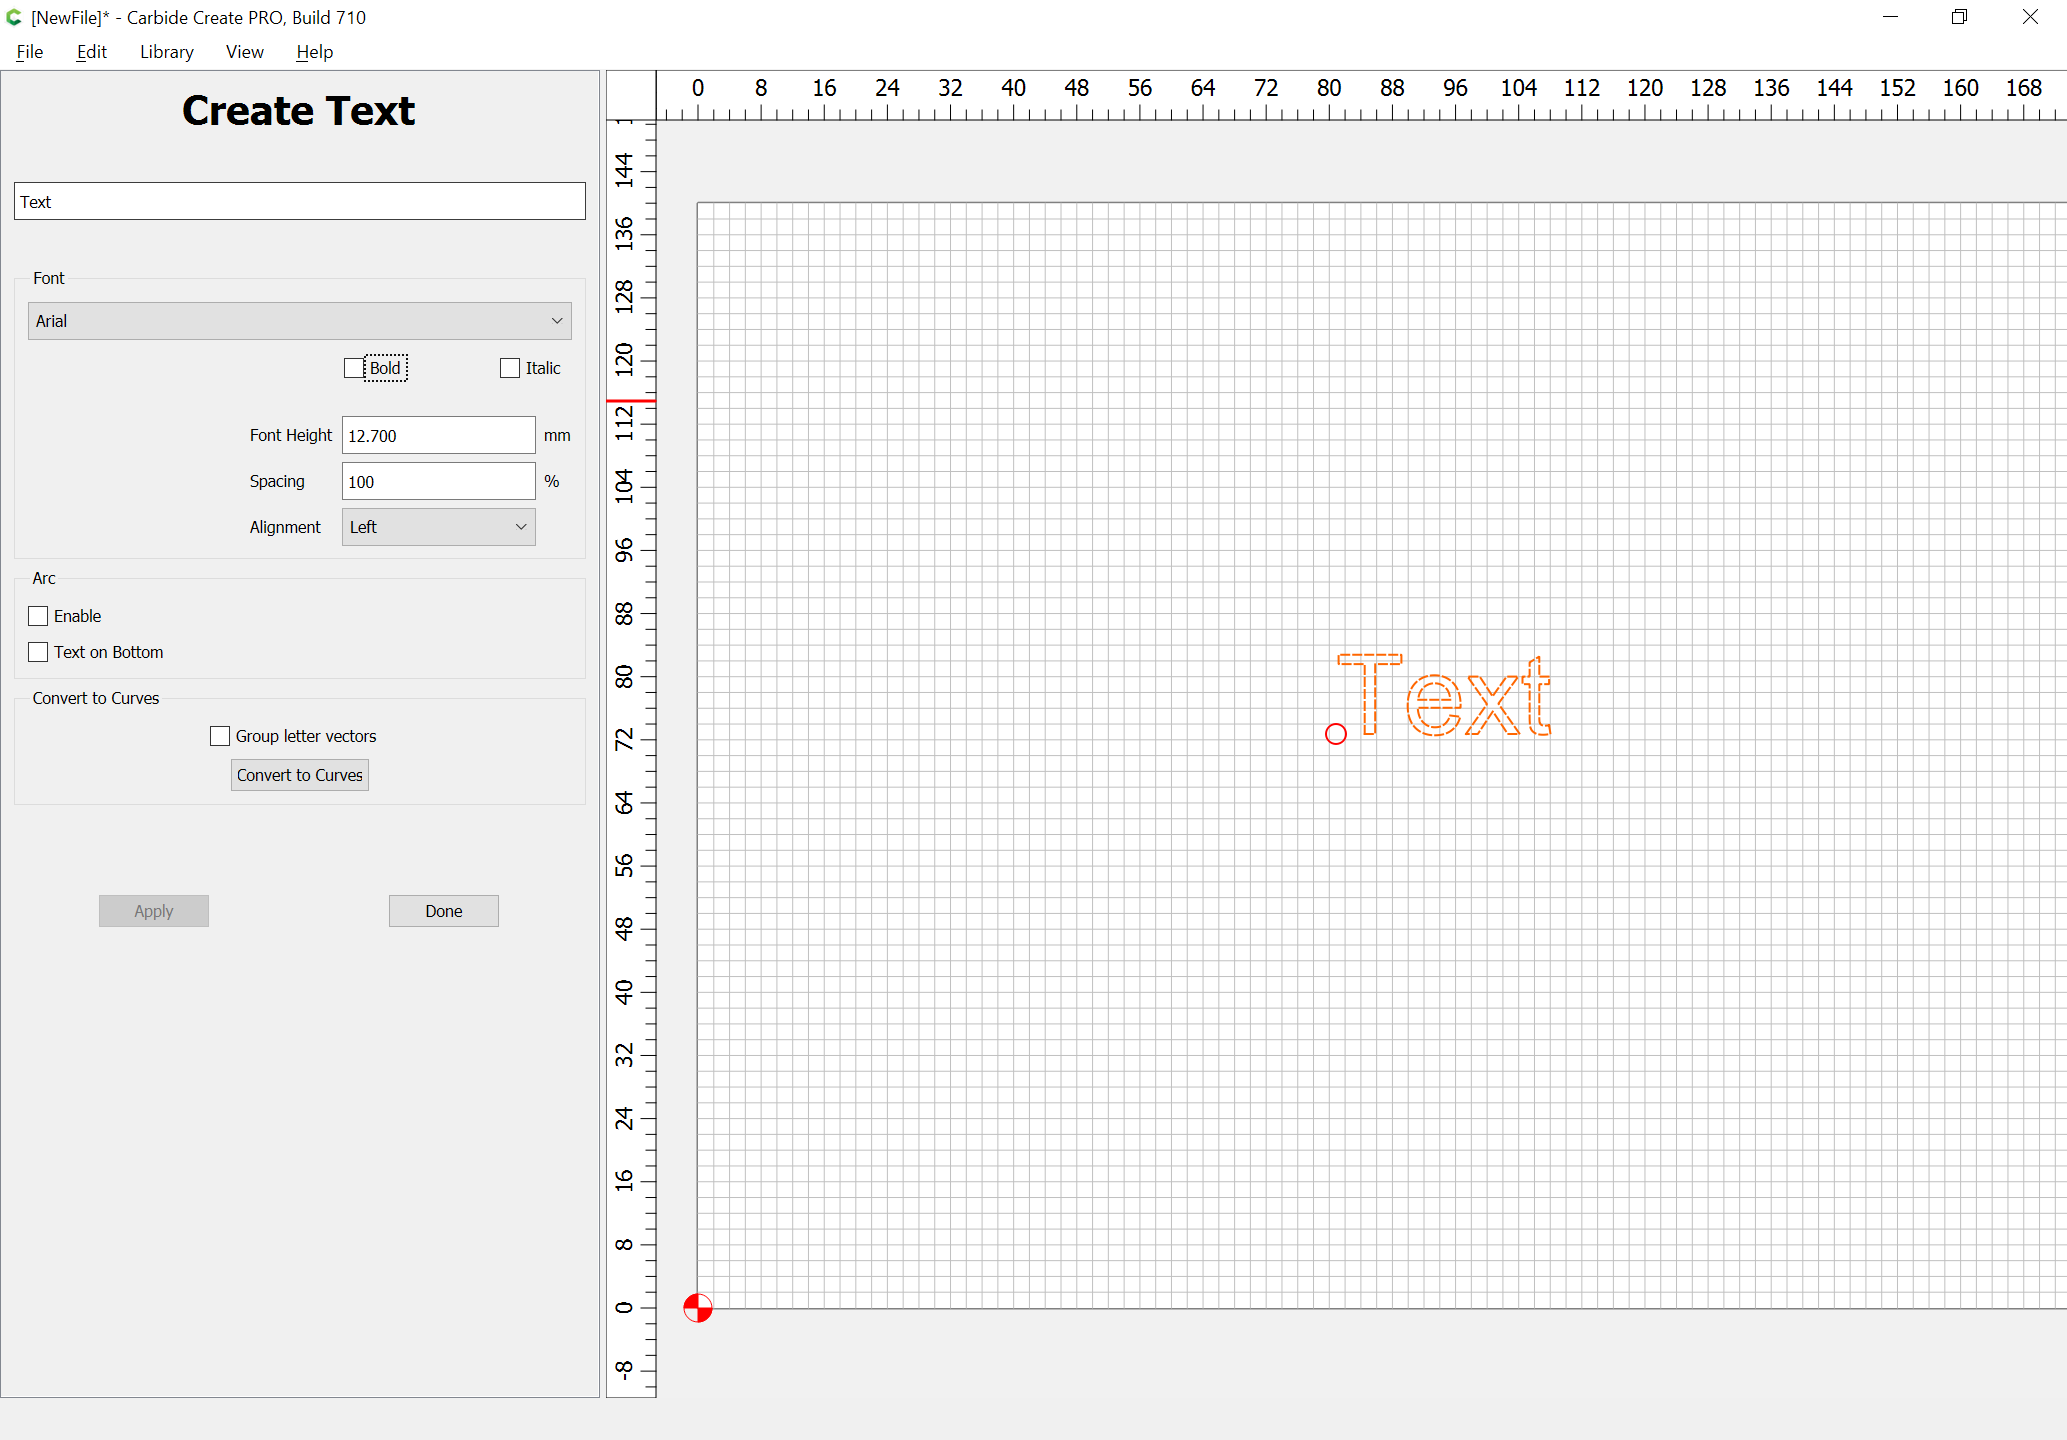 [NewFile]* - Carbide Create PRO, Build 710
File Edit Library View Help
Create Text
Text
Font
Arial
Bold Italic
Font Height 12.700 mm
Spacing 100 %
Alignment Left
Arc
Enable
Text on Bottom
Convert to Curves
Group letter vectors
Convert to Curves
Apply Done
0 8 16 24 32 40 48 56 64 72 80 88 96 104 112 120 128 136 144 152 160 168
144
136
128
120
112
104
96
88
80
72
64
56
48
40
32
24
16
8
0
-8
Text